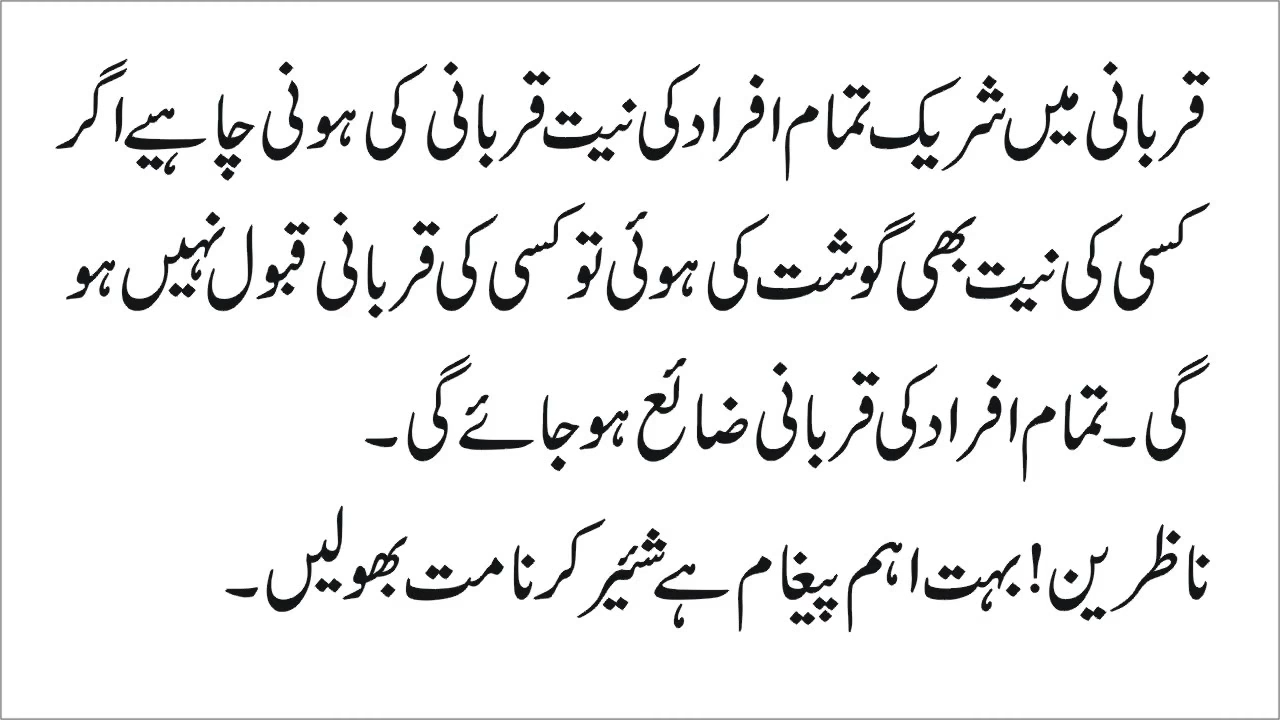 قربانی میں شریک تمام افراد کی نیت قربانی کی ہونی چاہیے اگر
کسی کی نیت بھی گوشت کی ہوئی تو کسی کی قربانی قبول نہیں ہو
گی۔ تمام افراد کی قربانی ضائع ہو جائے گی۔
ناظرین! بہت اہم پیغام ہے شئیر کرنا مت بھولیں۔